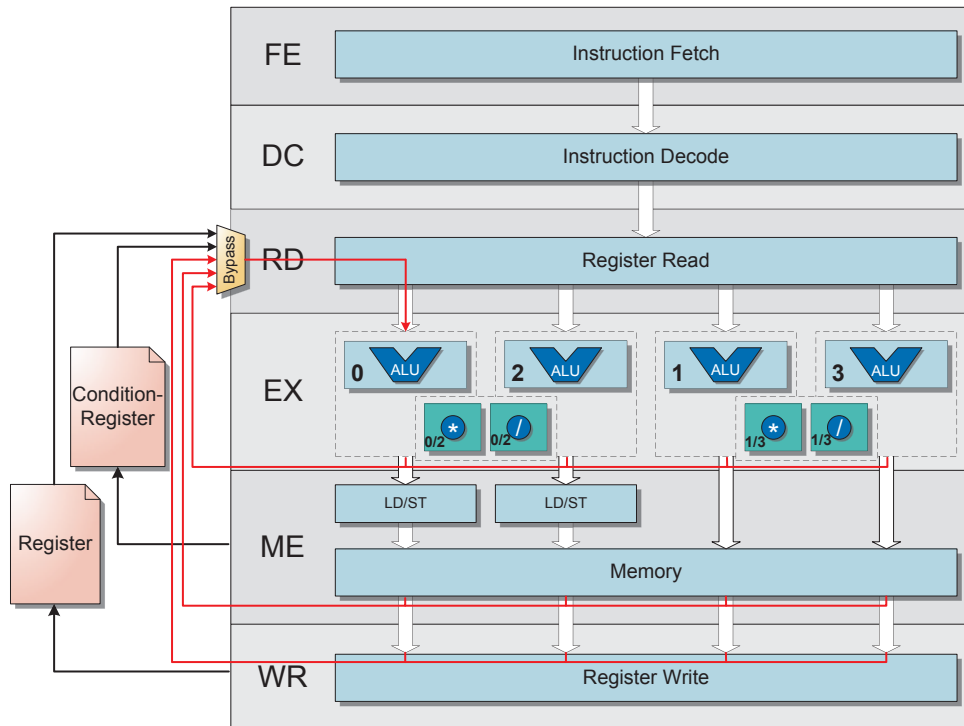 FE
Instruction Fetch
DC
Instruction Decode
Bypass
RD
Register Read
EX
0
ALU
2
ALU
1
ALU
3
ALU
*
0/2
/
0/2
*
1/3
/
1/3
Condition-
Register
Register
ME
LD/ST
LD/ST
Memory
WR
Register Write